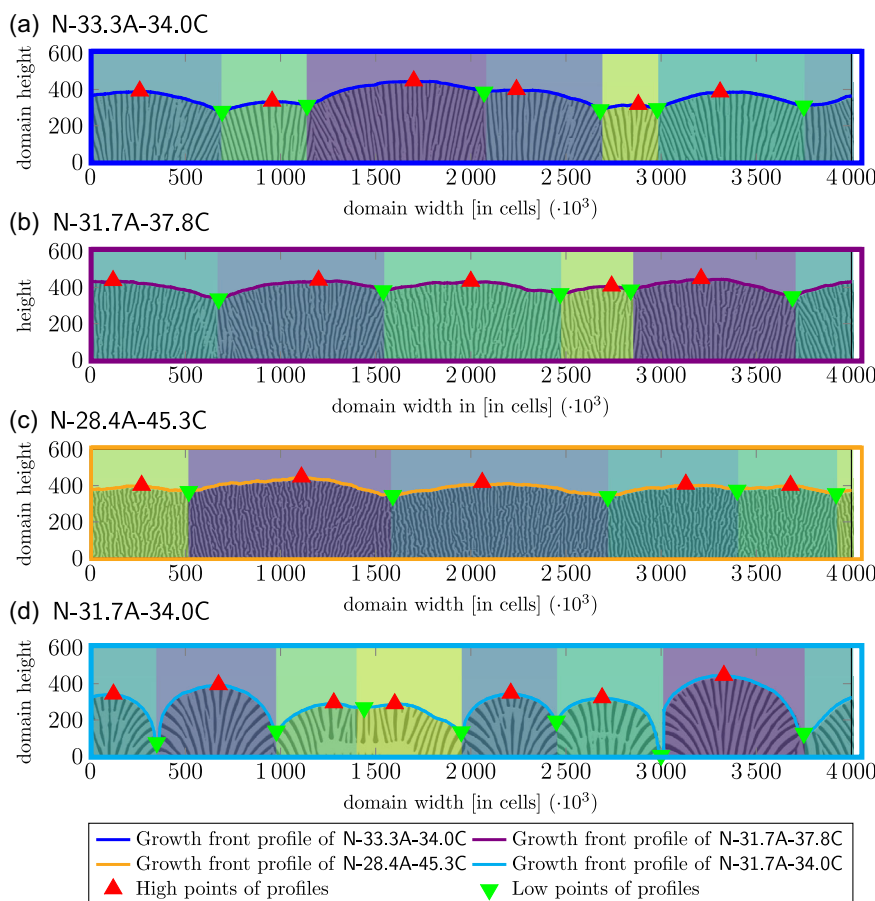 (a) N-33.3A-34.0C
domain height
600
400
200
0
0 500 1 000 1 500 2 000 2 500 3 000 3 500 4 000
domain width [in cells] (·10³)
(b) N-31.7A-37.8C
height
600
400
200
0
0 500 1 000 1 500 2 000 2 500 3 000 3 500 4 000
domain width in [in cells] (·10³)
(c) N-28.4A-45.3C
domain height
600
400
200
0
0 500 1 000 1 500 2 000 2 500 3 000 3 500 4 000
domain width [in cells] (·10³)
(d) N-31.7A-34.0C
domain height
600
400
200
0
0 500 1 000 1 500 2 000 2 500 3 000 3 500 4 000
domain width [in cells] (·10³)
Growth front profile of N-33.3A-34.0C Growth front profile of N-31.7A-37.8C
Growth front profile of N-28.4A-45.3C Growth front profile of N-31.7A-34.0C
High points of profiles Low points of profiles